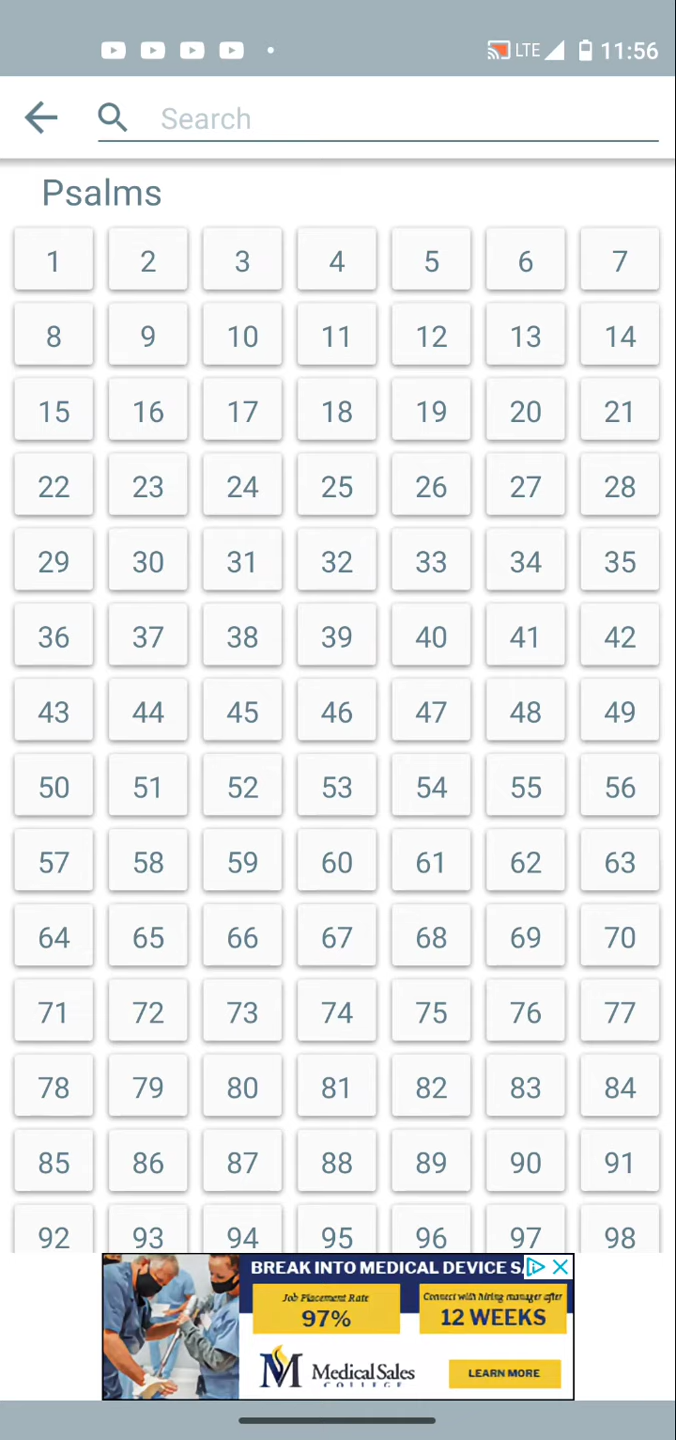 LTE 11:56
Search
Psalms
1 2 3 4 5 6 7
8 9 10 11 12 13 14
15 16 17 18 19 20 21
22 23 24 25 26 27 28
29 30 31 32 33 34 35
36 37 38 39 40 41 42
43 44 45 46 47 48 49
50 51 52 53 54 55 56
57 58 59 60 61 62 63
64 65 66 67 68 69 70
71 72 73 74 75 76 77
78 79 80 81 82 83 84
85 86 87 88 89 90 91
92 93 94 95 96 97 98
BREAK INTO MEDICAL DEVICE
Job Placement Rate
97%
Connect with hiring manager after
12 WEEKS
M Medical Sales
COLLEGE
LEARN MORE